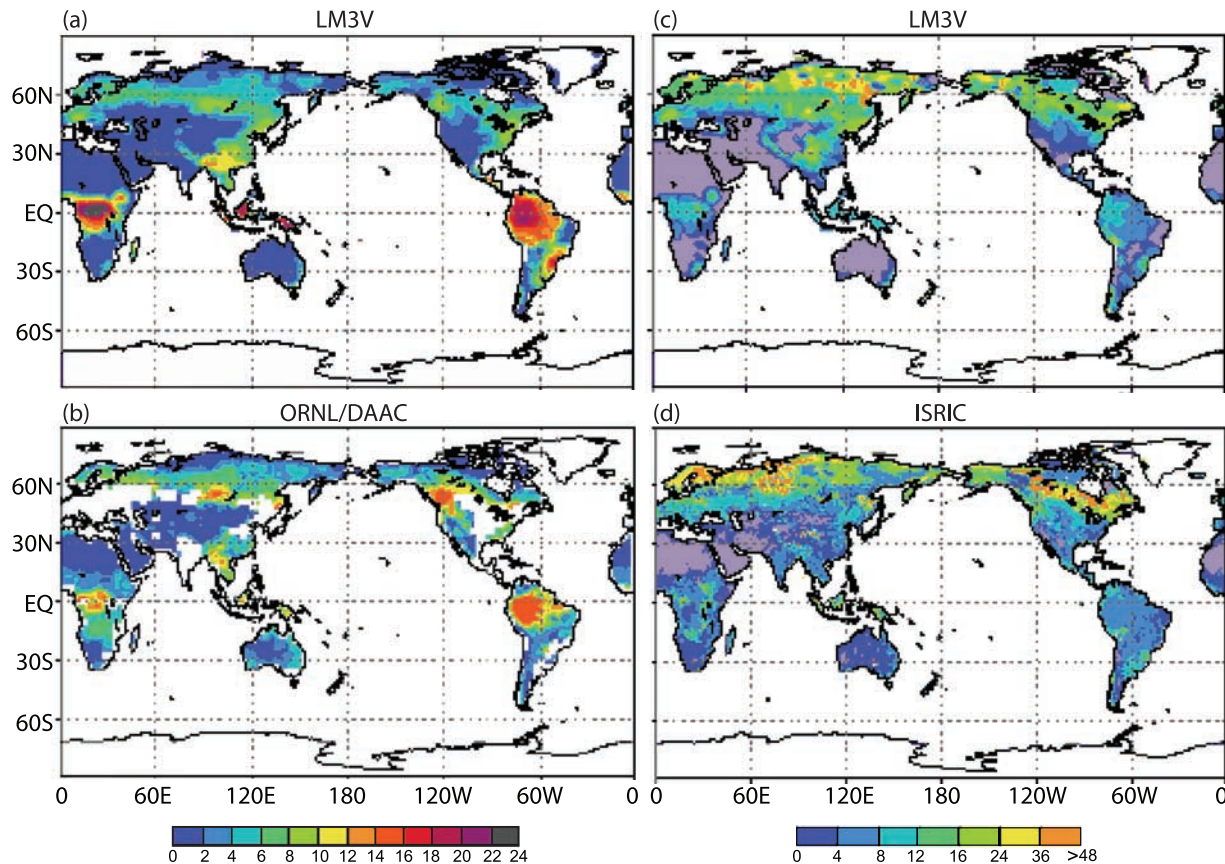 (a) LM3V
(c) LM3V
60N
30N
EQ
30S
60S
(b) ORNL/DAAC
(d) ISRIC
60N
30N
EQ
30S
60S
0 60E 120E 180 120W 60W 0
60E 120E 180 120W 60W 0
0 2 4 6 8 10 12 14 16 18 20 22 24
0 4 8 12 16 24 36 >48